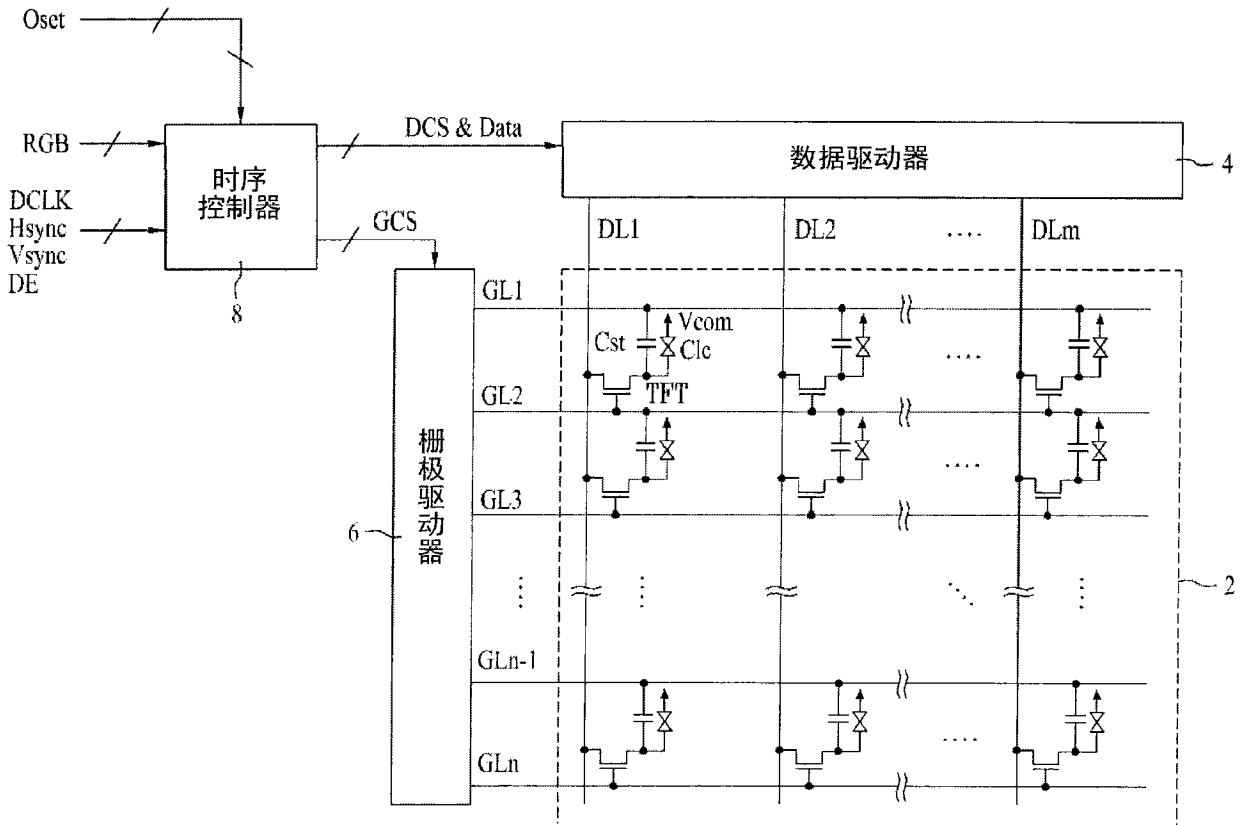 Oset
RGB
DCLK
Hsync
Vsync
DE
时序
控制器
8
DCS & Data
GCS
数据驱动器
4
DL1
DL2
....
DLm
栅极驱动器
6
GL1
Cst
Vcom
Clc
TFT
....
GL2
....
GL3
2
GLn-1
....
GLn